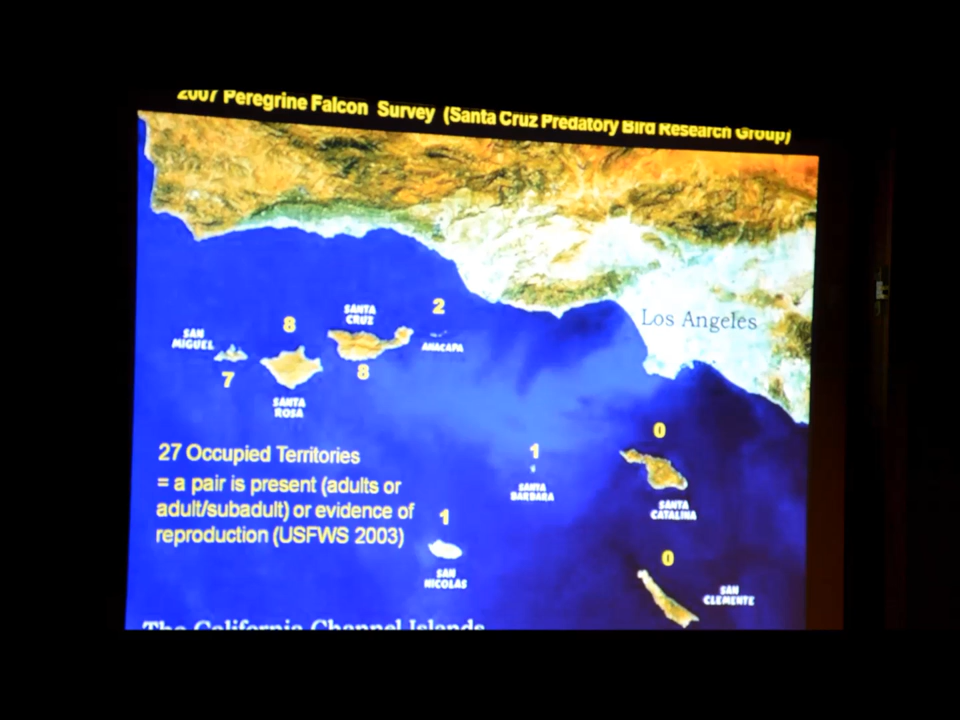 2007 Peregrine Falcon Survey (Santa Cruz Predatory Bird Research Group)
Los Angeles
SANTA
CRUZ
2
8
SAN
MIGUEL
ANACAPA
7
8
SANTA
ROSA
0
27 Occupied Territories
1
= a pair is present (adults or
adult/subadult) or evidence of
reproduction (USFWS 2003)
SANTA
BARBARA
SANTA
CATALINA
1
0
SAN
NICOLAS
SAN
CLEMENTE
The California Channel Islands